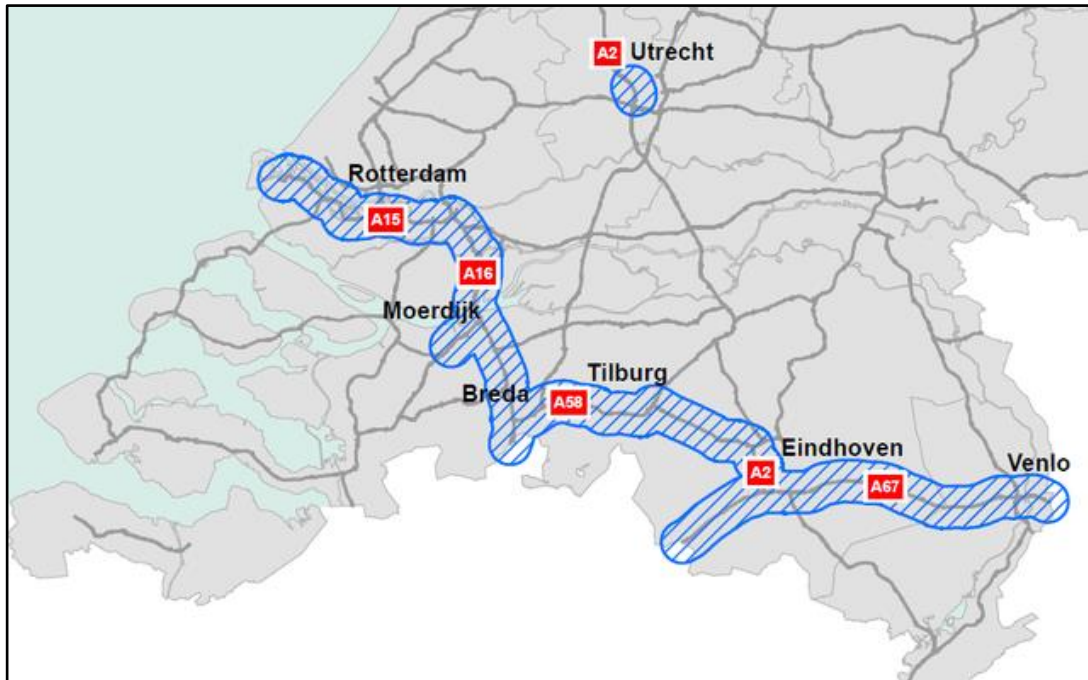 A2
Utrecht
Rotterdam
A15
A16
Moerdijk
Tilburg
Breda
A58
Eindhoven
A2
A67
Venlo